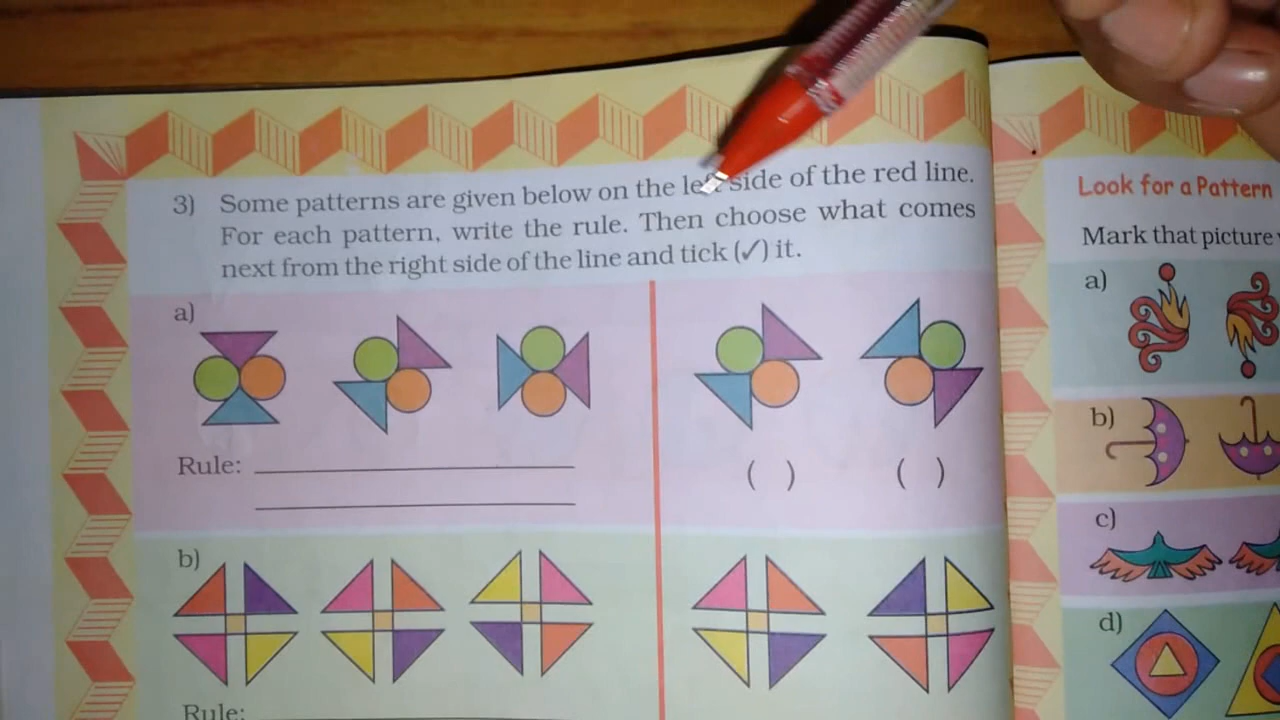 3) Some patterns are given below on the left side of the red line.
For each pattern, write the rule. Then choose what comes
next from the right side of the line and tick (✓) it.
a)
Rule:
( ) ( )
b)
Rule:
Look for a Pattern
Mark that picture
a)
b)
c)
d)